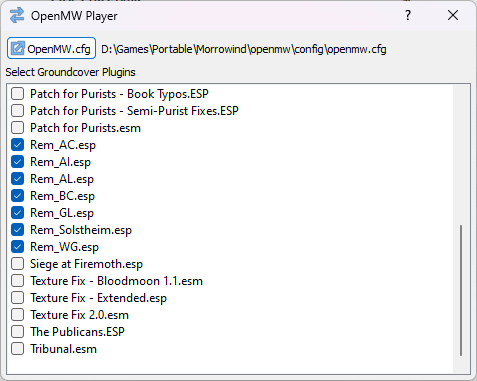 OpenMW Player
?
OpenMW.cfg D:\Games\Portable\Morrowind\openmw\config\openmw.cfg
Select Groundcover Plugins
Patch for Purists - Book Typos.ESP
Patch for Purists - Semi-Purist Fixes.ESP
Patch for Purists.esm
Rem_AC.esp
Rem_AI.esp
Rem_AL.esp
Rem_BC.esp
Rem_GL.esp
Rem_Solstheim.esp
Rem_WG.esp
Siege at Firemoth.esp
Texture Fix - Bloodmoon 1.1.esm
Texture Fix - Extended.esp
Texture Fix 2.0.esm
The Publicans.ESP
Tribunal.esm